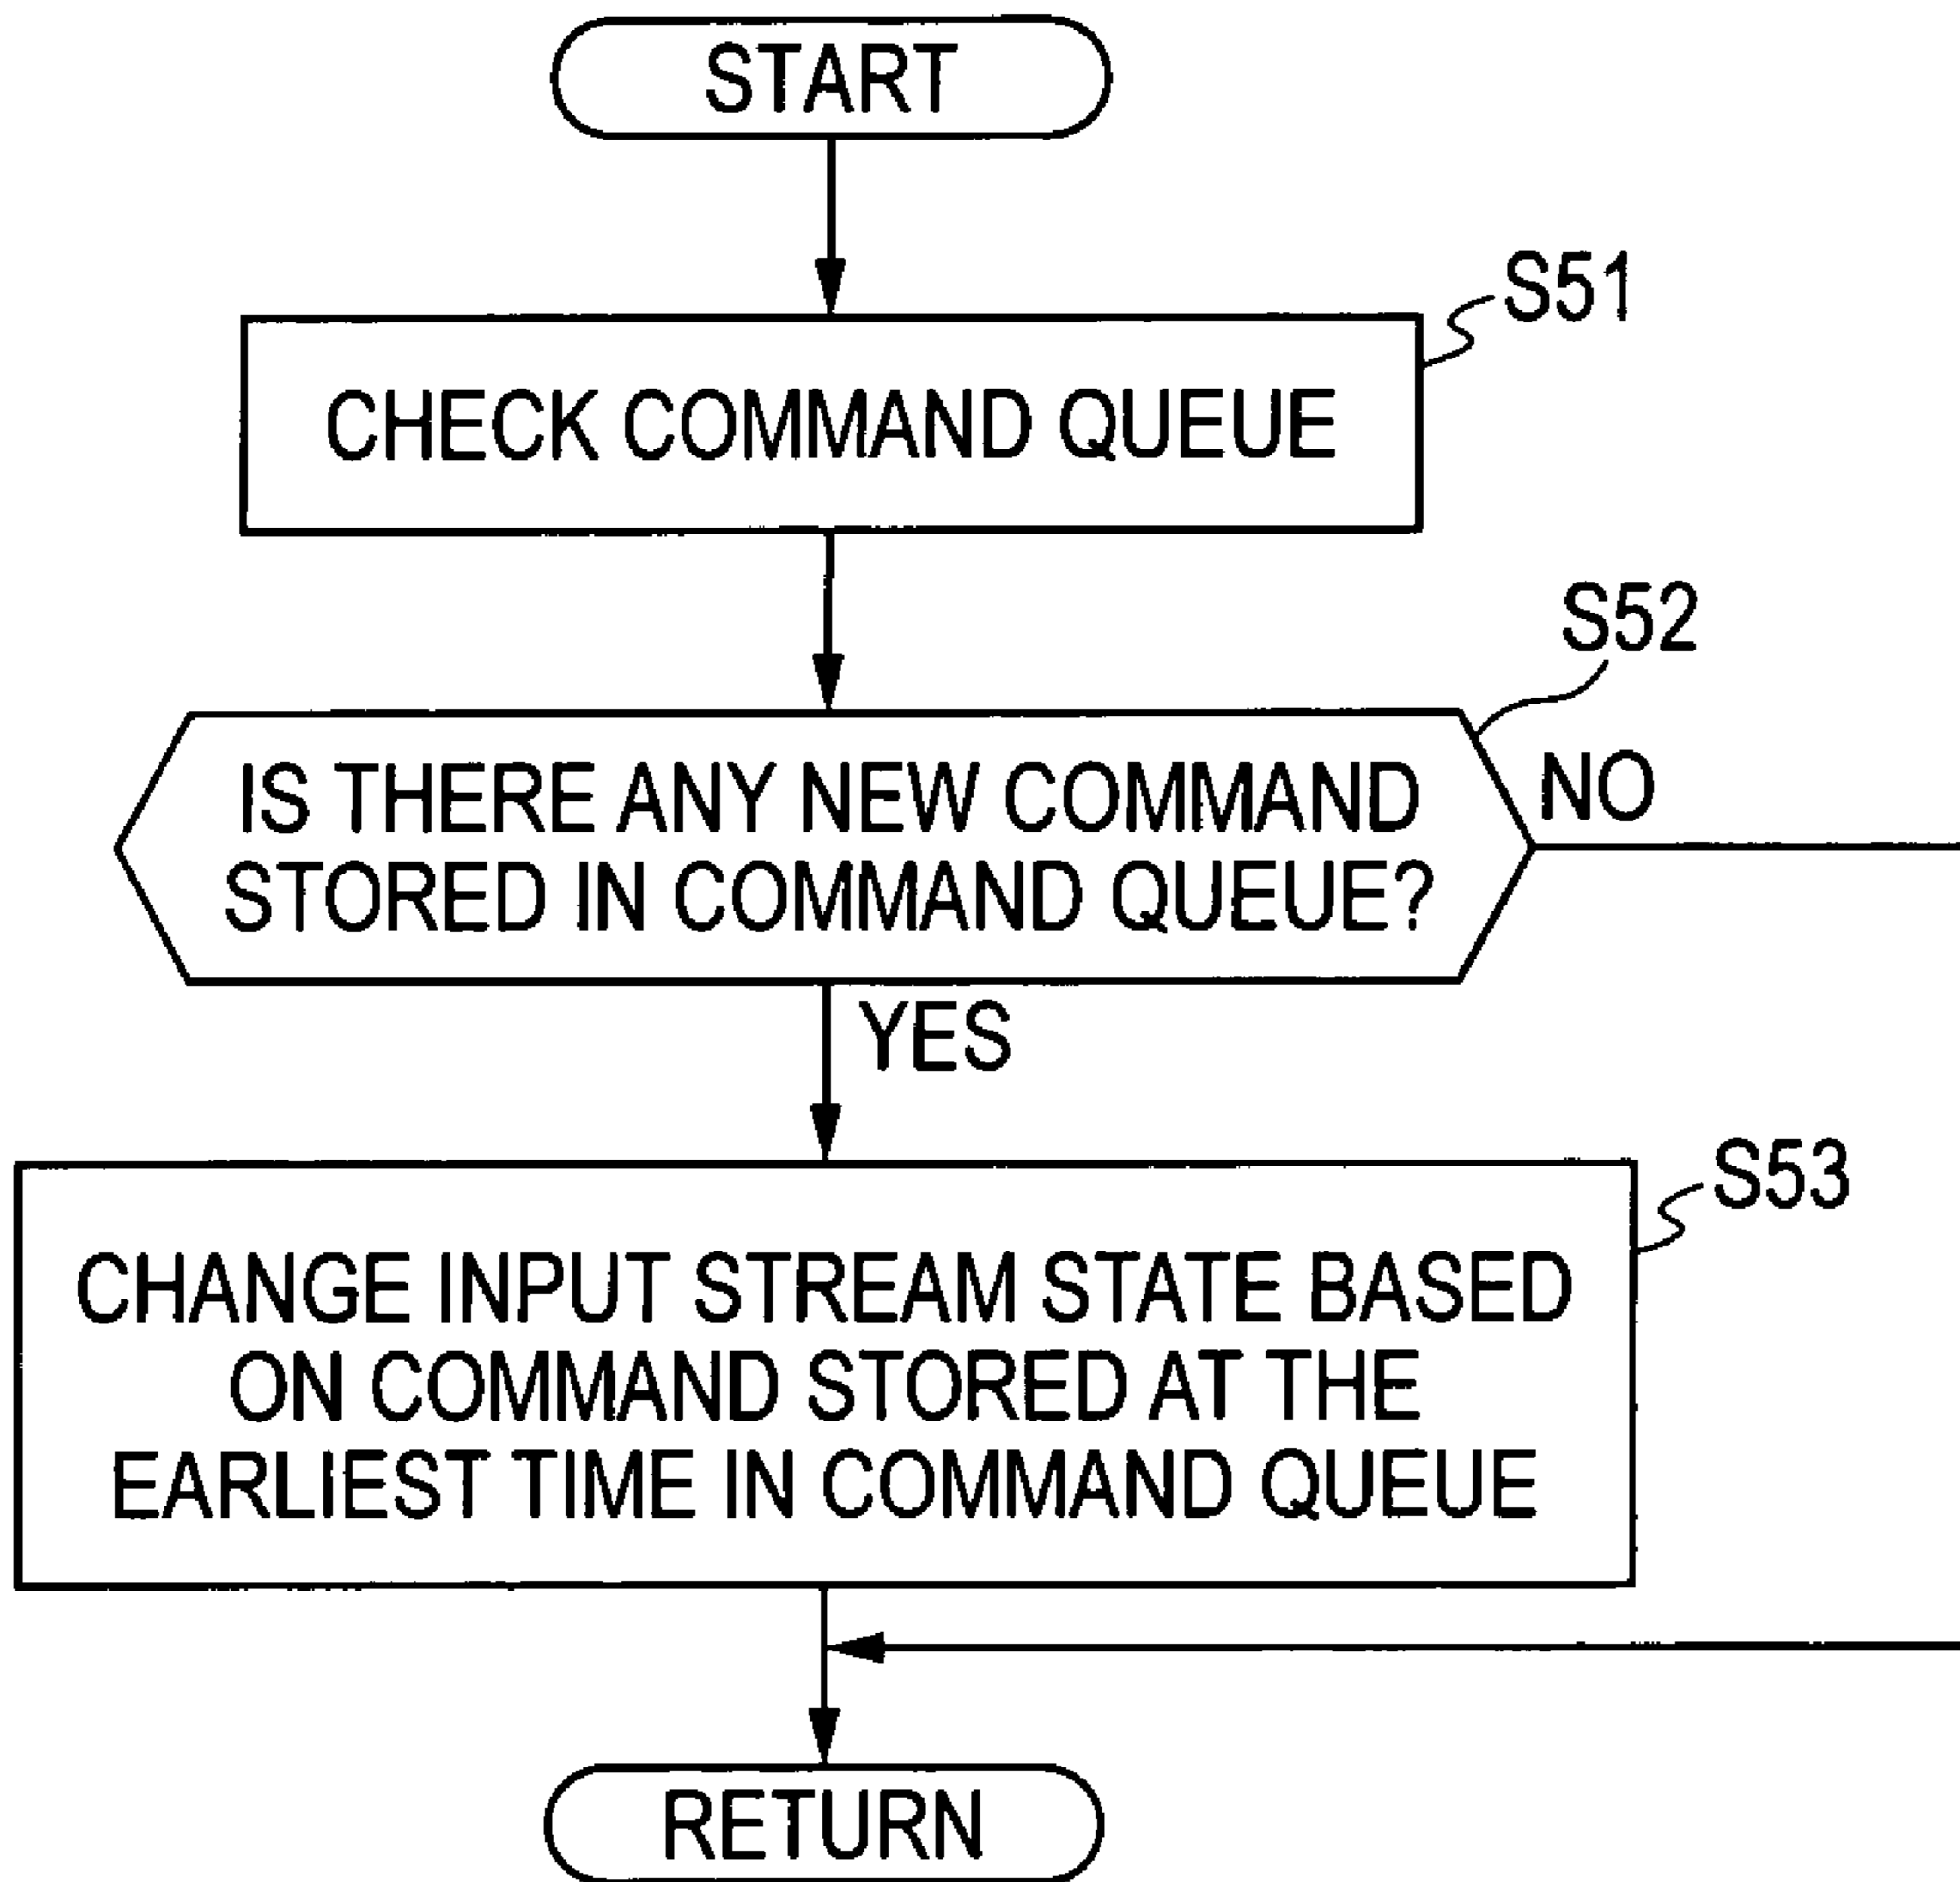 START
S51
CHECK COMMAND QUEUE
S52
IS THERE ANY NEW COMMAND
STORED IN COMMAND QUEUE?
NO
YES
S53
CHANGE INPUT STREAM STATE BASED
ON COMMAND STORED AT THE
EARLIEST TIME IN COMMAND QUEUE
RETURN